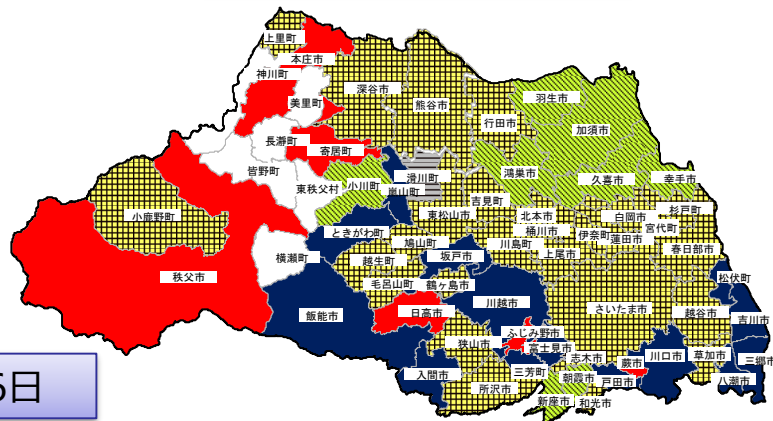 上里町
本庄市
神川町
美里町
深谷市
熊谷市
行田市
羽生市
加須市
長瀞町
寄居町
皆野町
東秩父村
小川町
嵐山町
滑川町
鴻巣市
久喜市
幸手市
小鹿野町
吉見町
東松山市
北本市
白岡市
杉戸町
宮代町
ときがわ町
鳩山町
川島町
桶川市
伊奈町
蓮田市
上尾市
春日部市
横瀬町
越生町
坂戸市
秩父市
毛呂山町
鶴ヶ島市
川越市
さいたま市
松伏町
飯能市
日高市
越谷市
吉川市
ふじみ野市
富士見市
狭山市
志木市
蕨市
川口市
草加市
三郷市
入間市
三芳町
朝霞市
戸田市
八潮市
所沢市
新座市
和光市
日